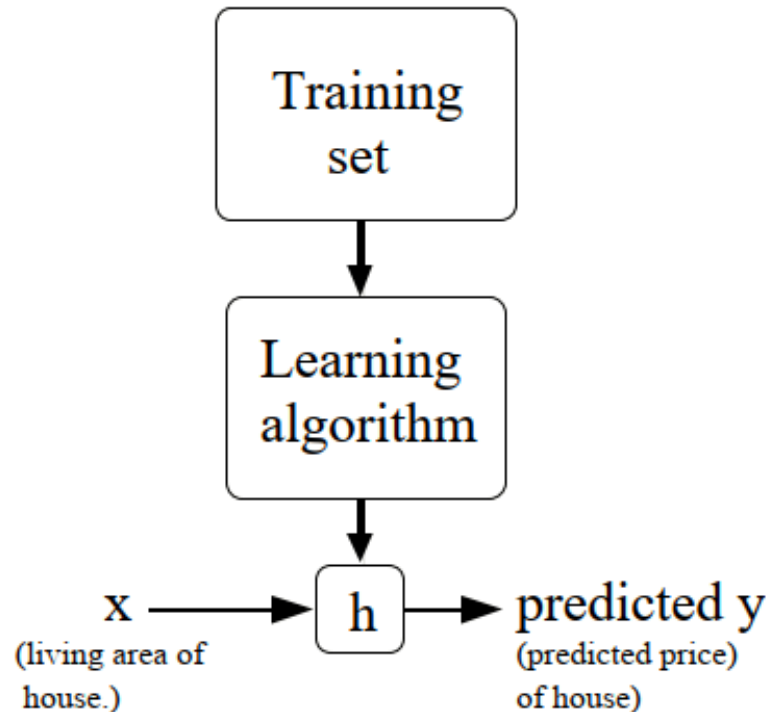 Training
set
Learning
algorithm
x
(living area of
house.)
h
predicted y
(predicted price)
of house)